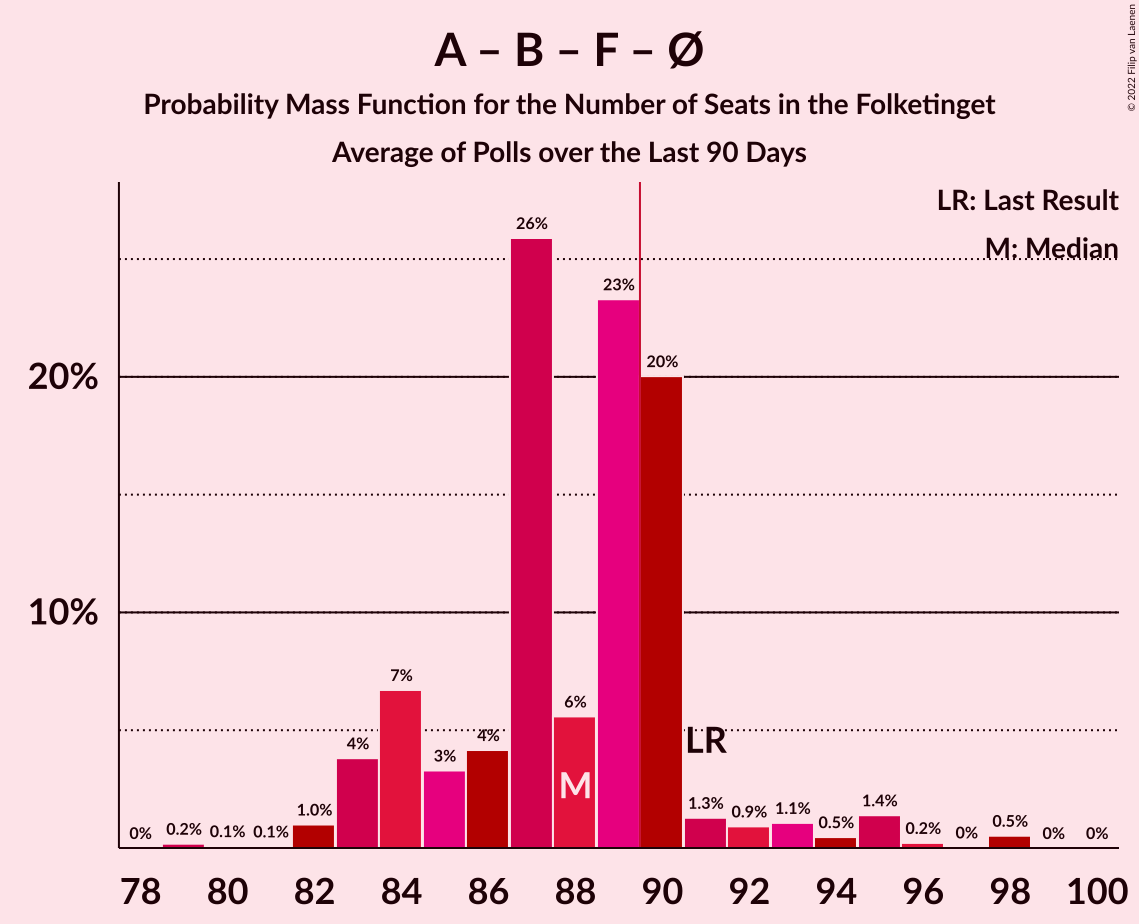 A – B – F – Ø
Probability Mass Function for the Number of Seats in the Folketinget
Average of Polls over the Last 90 Days
© 2022 Filip van Laenen
LR: Last Result
M: Median
20%
10%
0%
0.2%
0.1%
0.1%
1.0%
4%
7%
3%
4%
26%
6%
23%
20%
1.3%
0.9%
1.1%
0.5%
1.4%
0.2%
0%
0.5%
0%
0%
M
LR
78 80 82 84 86 88 90 92 94 96 98 100